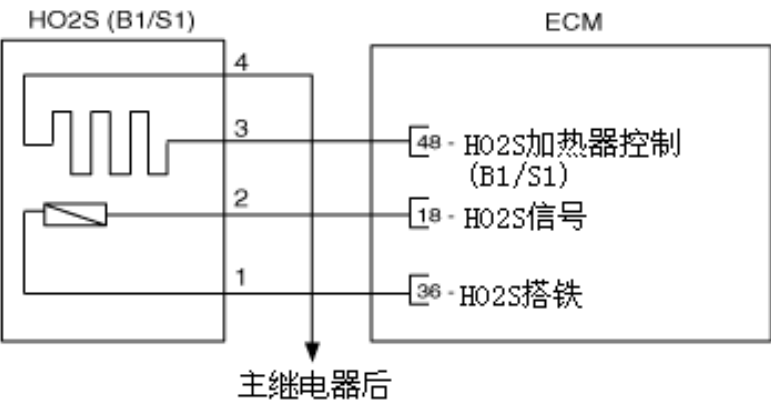 HO2S (B1/S1)
ECM
4
3
48 - HO2S加热器控制
(B1/S1)
2
18 - HO2S信号
1
36 - HO2S搭铁
主继电器后